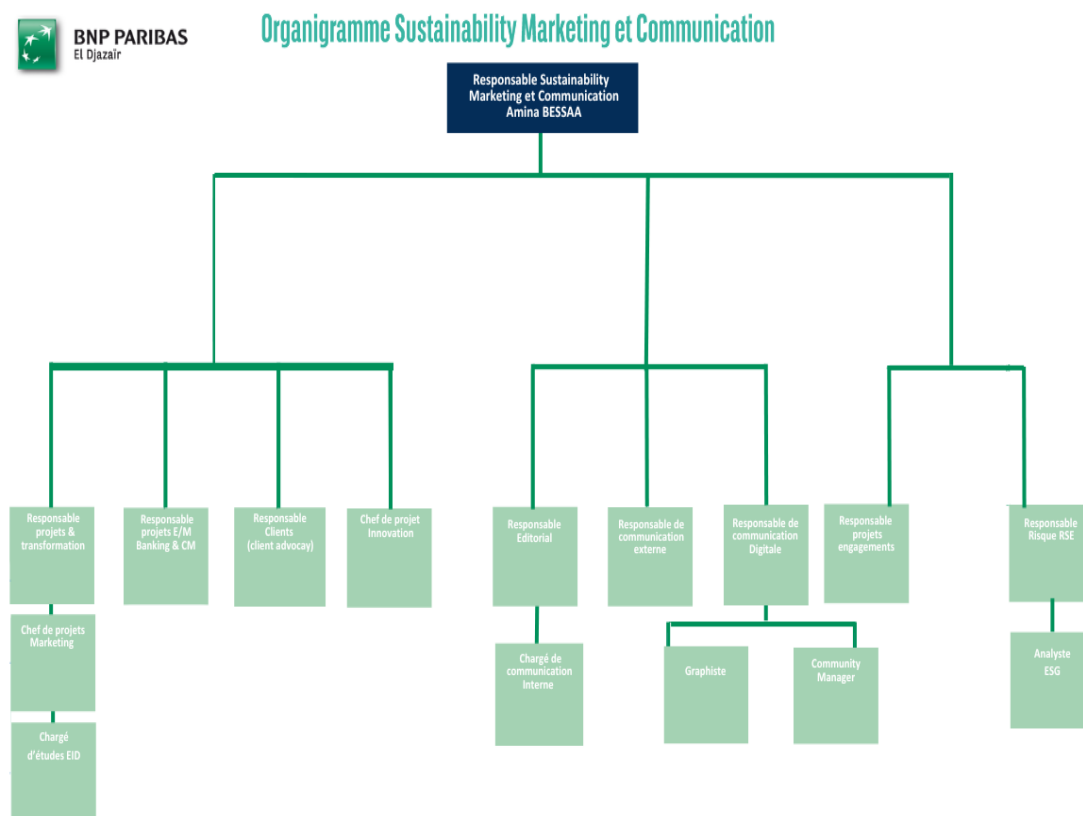 BNP PARIBAS
El Djazaïr
Organigramme Sustainability Marketing et Communication
Responsable Sustainability
Marketing et Communication
Amina BESSAA
Responsable
projets &
transformation
Responsable
projets E/M
Banking & CM
Responsable
Clients
(client advocay)
Chef de projet
Innovation
Responsable
Editorial
Responsable de
communication
externe
Responsable de
communication
Digitale
Responsable
projets
engagements
Responsable
Risque RSE
Chef de projets
Marketing
Chargé de
communication
Interne
Graphiste
Community
Manager
Analyste
ESG
Chargé
d'études EID